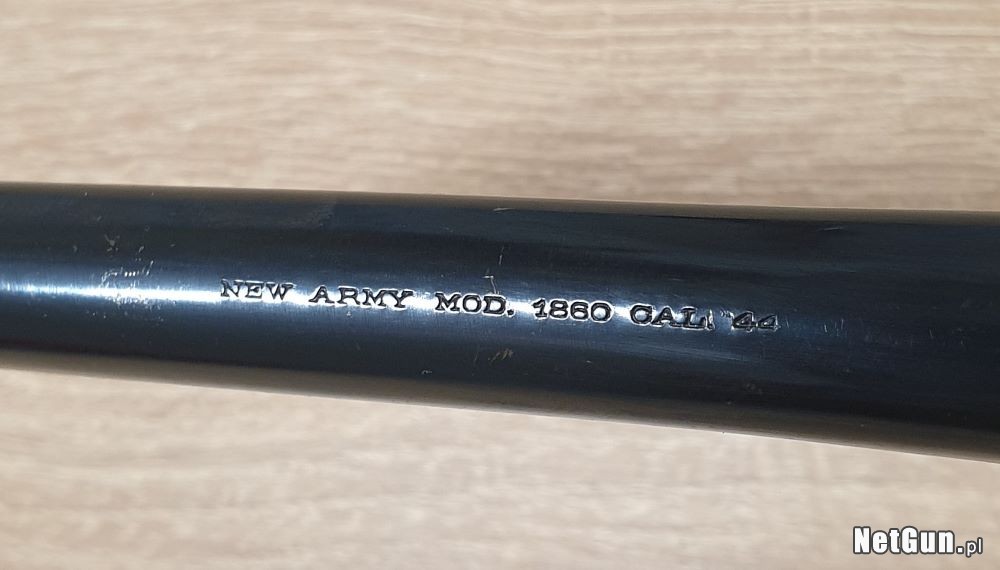 NEW ARMY MOD. 1860 CAL. 44
NetGun.pl